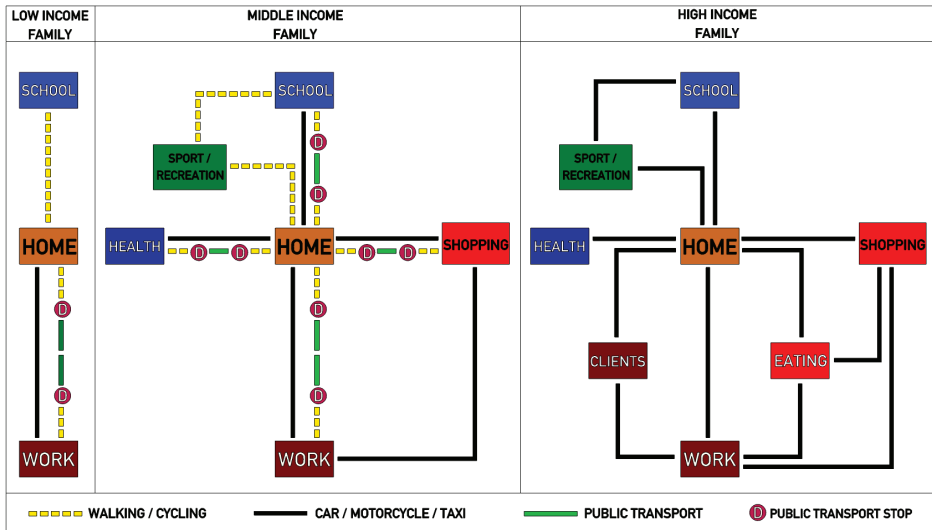 LOW INCOME
FAMILY
MIDDLE INCOME
FAMILY
HIGH INCOME
FAMILY
SCHOOL
HOME
D
D
WORK
SCHOOL
SPORT /
RECREATION
D
D
HEALTH
D
D
HOME
D
D
SHOPPING
D
D
WORK
SCHOOL
SPORT /
RECREATION
HEALTH
HOME
SHOPPING
CLIENTS
EATING
WORK
WALKING / CYCLING
CAR / MOTORCYCLE / TAXI
PUBLIC TRANSPORT
D PUBLIC TRANSPORT STOP